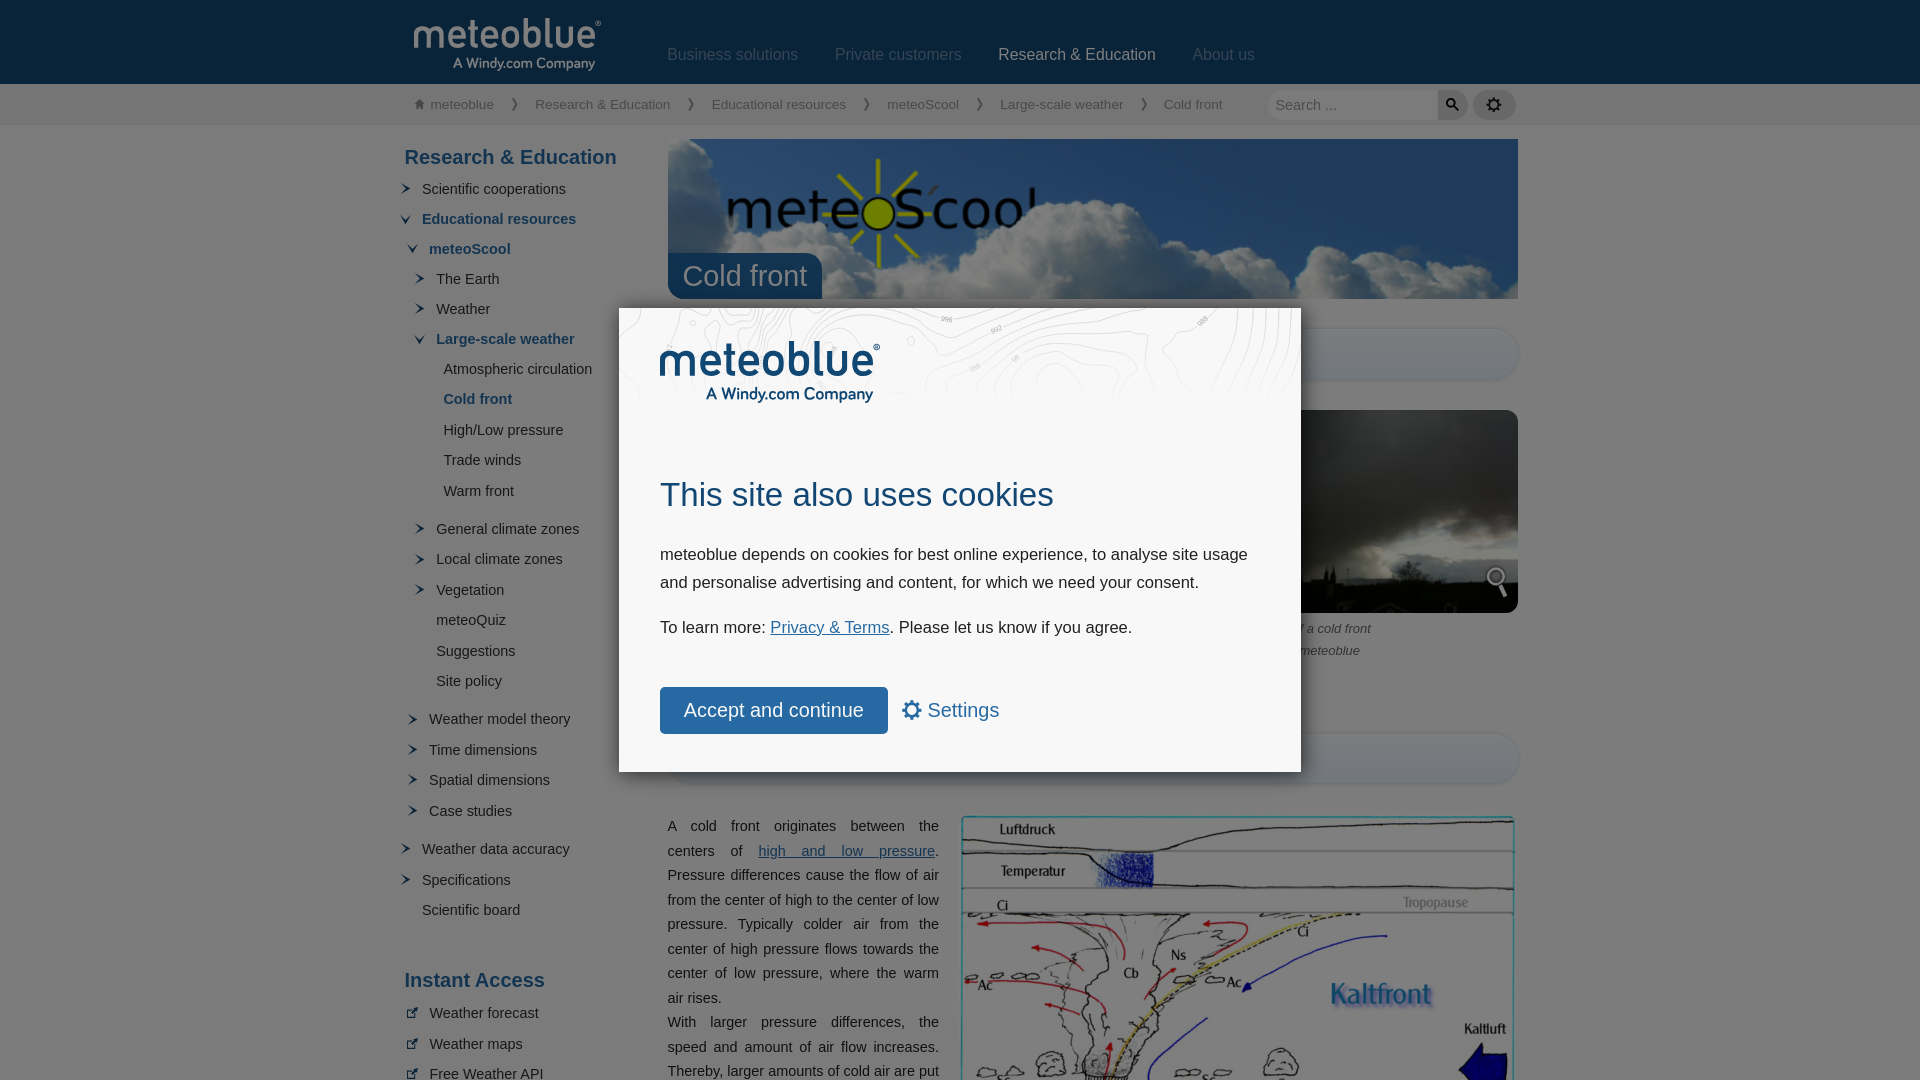 meteoblue®
A Windy.com Company
Business solutions
Private customers
Research & Education
About us
meteoblue
Research & Education
Educational resources
meteoScool
Large-scale weather
Cold front
Search ...
Research & Education
Scientific cooperations
Educational resources
meteoScool
The Earth
Weather
Large-scale weather
Atmospheric circulation
Cold front
High/Low pressure
Trade winds
Warm front
General climate zones
Local climate zones
Vegetation
meteoQuiz
Suggestions
Site policy
Weather model theory
Time dimensions
Spatial dimensions
Case studies
Weather data accuracy
Specifications
Scientific board
Instant Access
Weather forecast
Weather maps
Free Weather API
meteoS'cool
Cold front
996
992
988
meteoblue®
A Windy.com Company
This site also uses cookies
meteoblue depends on cookies for best online experience, to analyse site usage
and personalise advertising and content, for which we need your consent.
To learn more: Privacy & Terms. Please let us know if you agree.
Accept and continue
Settings
a cold front
meteoblue
A cold front originates between the
centers of high and low pressure.
Pressure differences cause the flow of air
from the center of high to the center of low
pressure. Typically colder air from the
center of high pressure flows towards the
center of low pressure, where the warm
air rises.
With larger pressure differences, the
speed and amount of air flow increases.
Thereby, larger amounts of cold air are put
Luftdruck
Temperatur
Ci
Tropopause
Ci
Ns
Cb
Ac
Ac
Kaltfront
Kaltluft